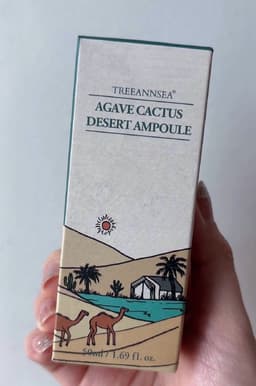 TREEANNSEA®
AGAVE CACTUS
DESERT AMPOULE
50ml / 1.69 fl. oz.